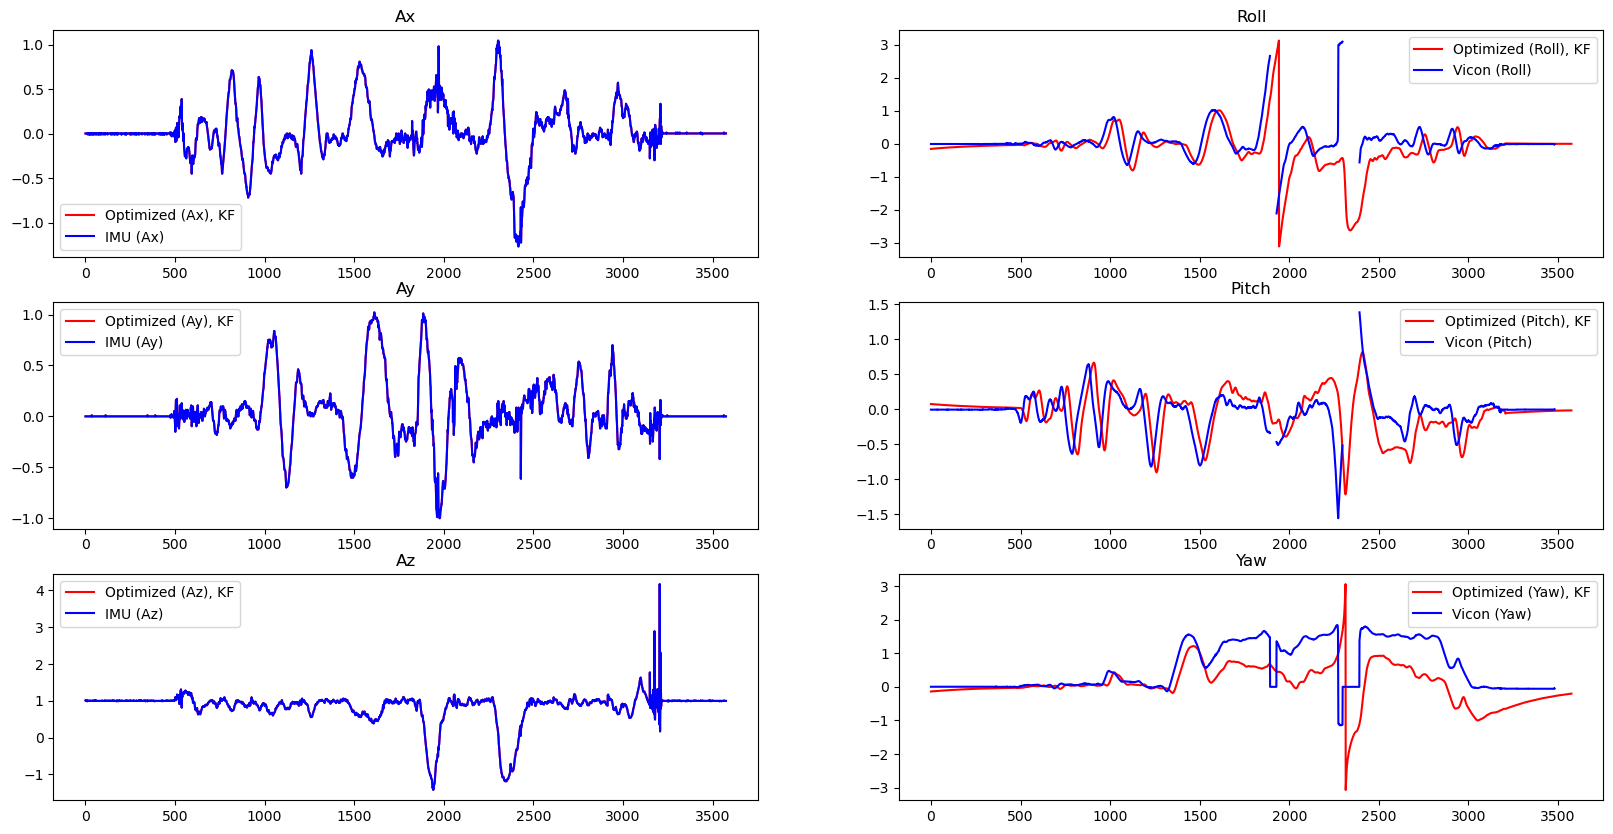 Ax
1.0
0.5
0.0
−0.5
−1.0
Optimized (Ax), KF
IMU (Ax)
0 500 1000 1500 2000 2500 3000 3500
Roll
3
2
1
0
−1
−2
−3
Optimized (Roll), KF
Vicon (Roll)
0 500 1000 1500 2000 2500 3000 3500
Ay
1.0
0.5
0.0
−0.5
−1.0
Optimized (Ay), KF
IMU (Ay)
0 500 1000 1500 2000 2500 3000 3500
Pitch
1.5
1.0
0.5
0.0
−0.5
−1.0
−1.5
Optimized (Pitch), KF
Vicon (Pitch)
0 500 1000 1500 2000 2500 3000 3500
Az
4
3
2
1
0
−1
Optimized (Az), KF
IMU (Az)
0 500 1000 1500 2000 2500 3000 3500
Yaw
3
2
1
0
−1
−2
−3
Optimized (Yaw), KF
Vicon (Yaw)
0 500 1000 1500 2000 2500 3000 3500